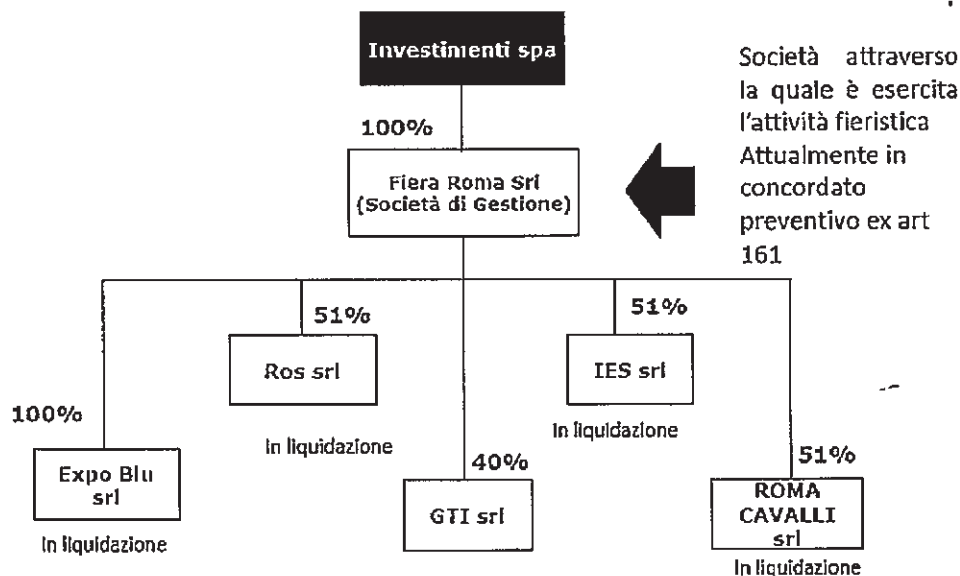 Investimenti spa
100%
Fiera Roma Srl
(Società di Gestione)
Società attraverso
la quale è esercita
l'attività fieristica
Attualmente in
concordato
preventivo ex art
161
51%
Ros srl
In liquidazione
51%
IES srl
In liquidazione
100%
Expo Blu
srl
In liquidazione
40%
GTI srl
51%
ROMA
CAVALLI
srl
In liquidazione